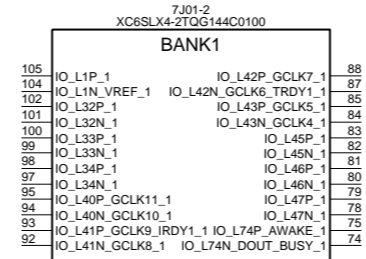 7J01-2
XC6SLX4-2TQG144C0100
BANK1
105 IO_L1P_1 IO_L42P_GCLK7_1 88
104 IO_L1N_VREF_1 IO_L42N_GCLK6_TRDY1_1 87
102 IO_L32P_1 IO_L43P_GCLK5_1 85
101 IO_L32N_1 IO_L43N_GCLK4_1 84
100 IO_L33P_1 IO_L45P_1 83
99 IO_L33N_1 IO_L45N_1 82
98 IO_L34P_1 IO_L46P_1 81
97 IO_L34N_1 IO_L46N_1 80
95 IO_L40P_GCLK11_1 IO_L47P_1 79
94 IO_L40N_GCLK10_1 IO_L47N_1 78
93 IO_L41P_GCLK9_IRDY1_1 IO_L74P_AWAKE_1 75
92 IO_L41N_GCLK8_1 IO_L74N_DOUT_BUSY_1 74